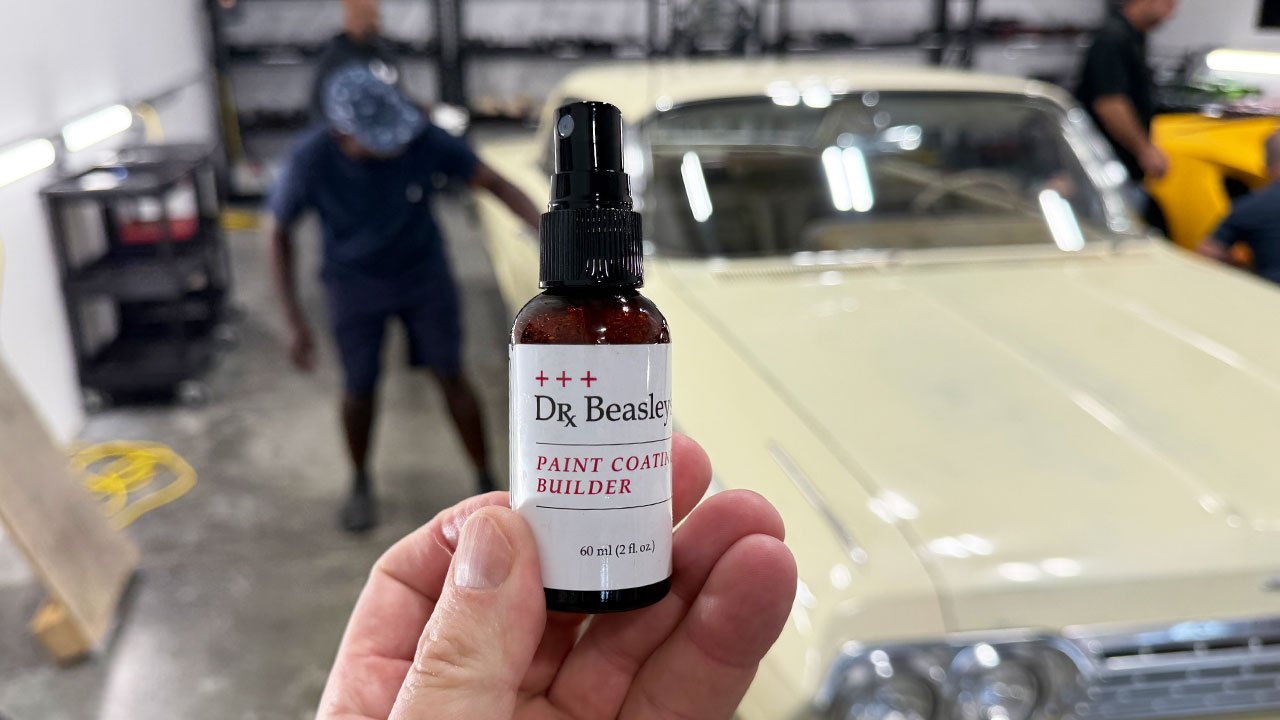 +++
DRx Beasley
PAINT COATIN
BUILDER
60 ml (2 fl. oz.)